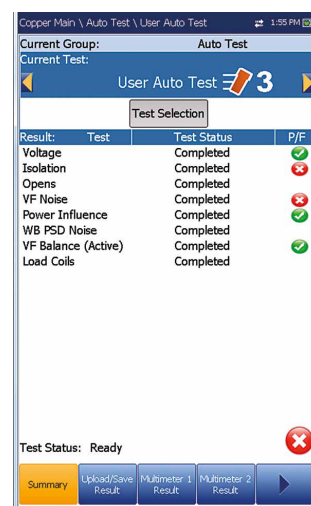 Copper Main \ Auto Test \ User Auto Test 1:55 PM
Current Group: Auto Test
Current Test:
User Auto Test 3
Test Selection
Result: Test Test Status P/F
Voltage Completed
Isolation Completed
Opens Completed
VF Noise Completed
Power Influence Completed
WB PSD Noise Completed
VF Balance (Active) Completed
Load Coils Completed
Test Status: Ready
Summary
Upload/Save
Result
Multimeter 1
Result
Multimeter 2
Result